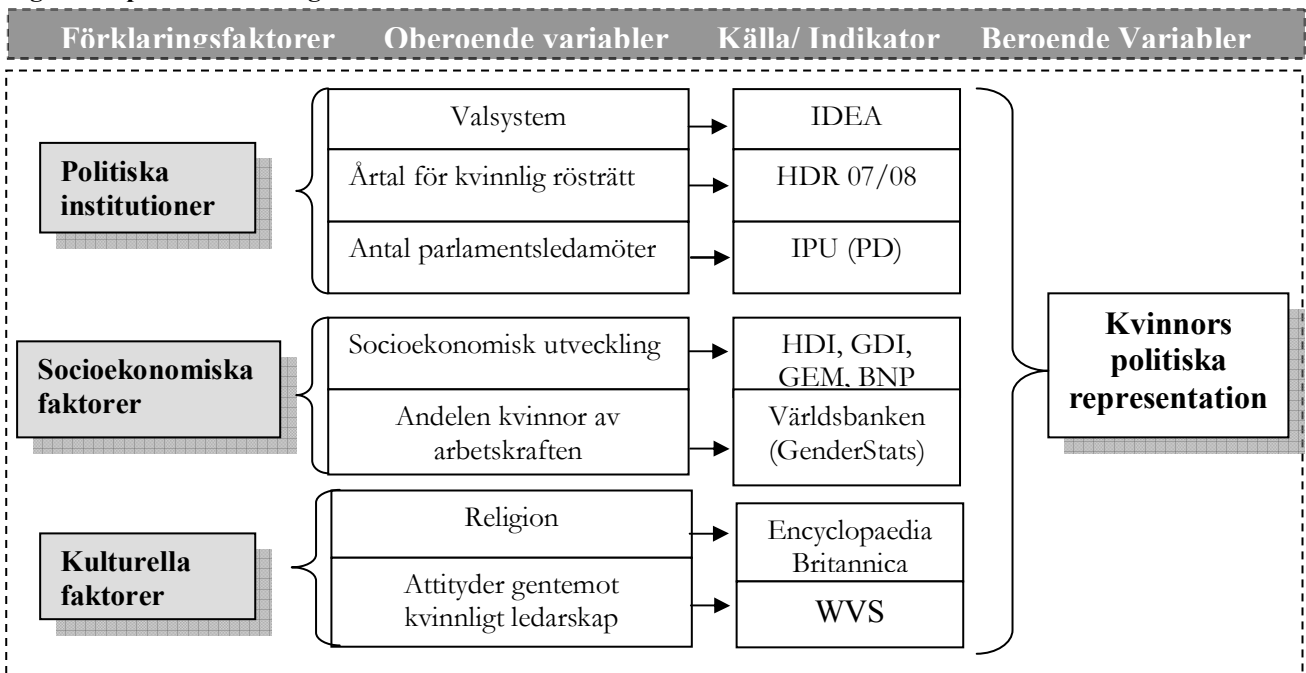 Förklaringsfaktorer Oberoende variabler Källa/ Indikator Beroende Variabler
Politiska
institutioner
Valsystem
IDEA
Årtal för kvinnlig rösträtt
HDR 07/08
Antal parlamentsledamöter
IPU (PD)
Socioekonomiska
faktorer
Socioekonomisk utveckling
HDI, GDI,
GEM, BNP
Andelen kvinnor av
arbetskraften
Världsbanken
(GenderStats)
Kulturella
faktorer
Religion
Encyclopaedia
Britannica
Attityder gentemot
kvinnligt ledarskap
WVS
Kvinnors
politiska
representation